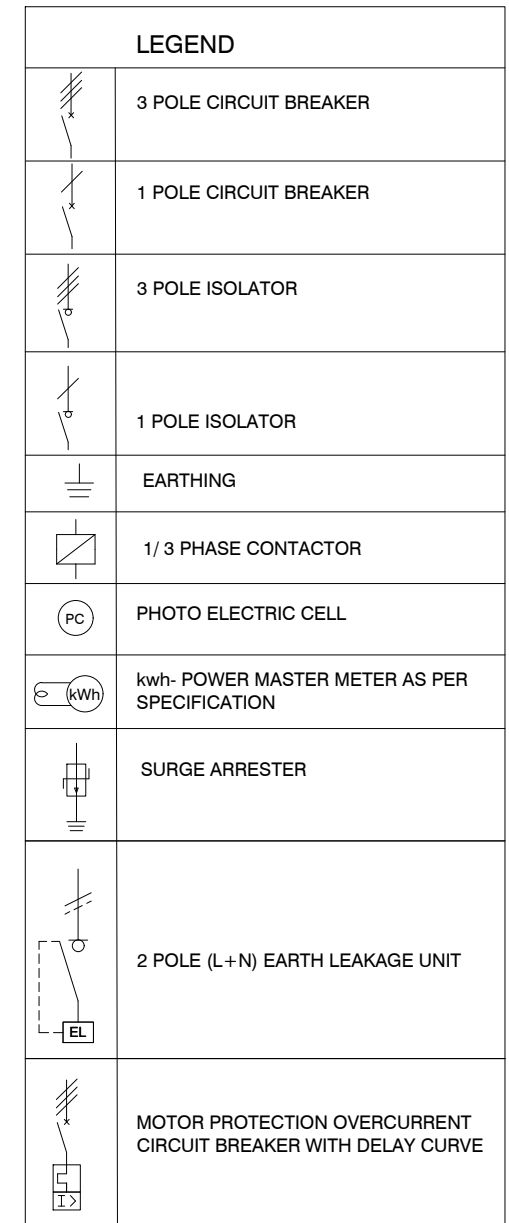 LEGEND
3 POLE CIRCUIT BREAKER
1 POLE CIRCUIT BREAKER
3 POLE ISOLATOR
1 POLE ISOLATOR
EARTHING
1/ 3 PHASE CONTACTOR
PC
PHOTO ELECTRIC CELL
kWh
kwh- POWER MASTER METER AS PER
SPECIFICATION
SURGE ARRESTER
2 POLE (L+N) EARTH LEAKAGE UNIT
EL
MOTOR PROTECTION OVERCURRENT
CIRCUIT BREAKER WITH DELAY CURVE
I>